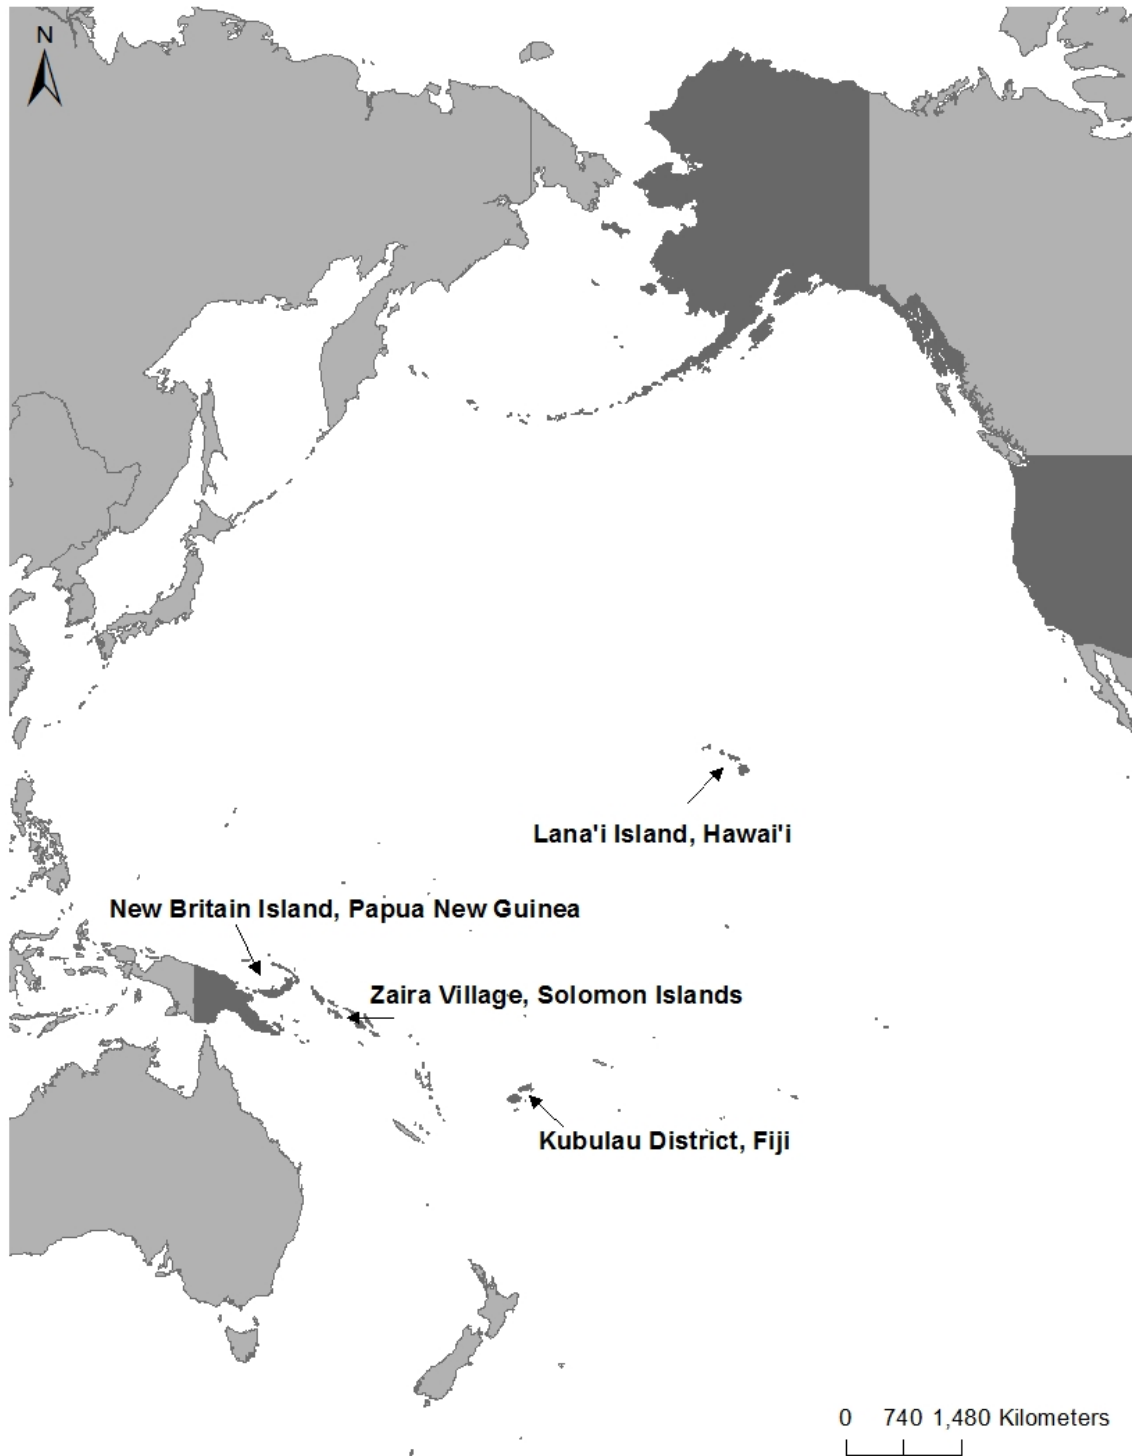 N
Lana'i Island, Hawai'i
New Britain Island, Papua New Guinea
Zaira Village, Solomon Islands
Kubulau District, Fiji
0 740 1,480 Kilometers